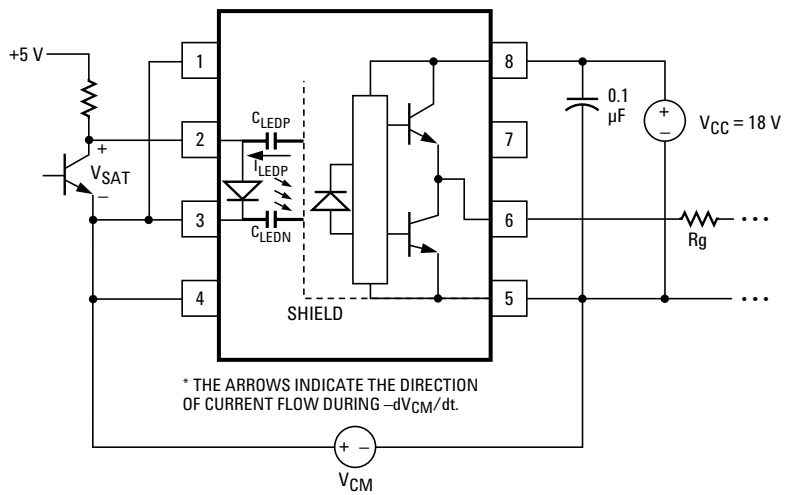 +5 V
1
2
3
4
+
V_SAT
–
C_LEDP
I_LEDP
C_LEDN
SHIELD
8
7
6
5
0.1
µF
+
–
V_CC = 18 V
Rg
• • •
• • •
* THE ARROWS INDICATE THE DIRECTION
OF CURRENT FLOW DURING –dV_CM/dt.
+ –
V_CM